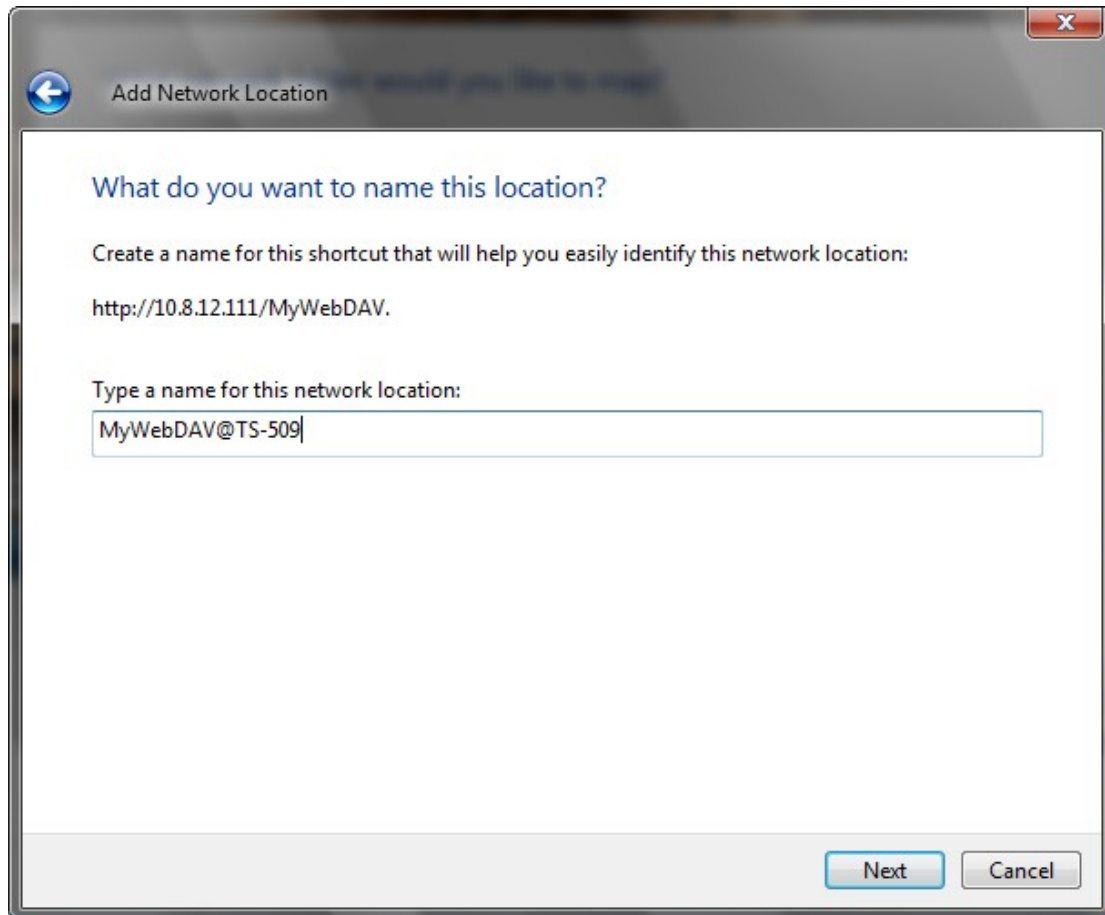 Add Network Location
What do you want to name this location?
Create a name for this shortcut that will help you easily identify this network location:
http://10.8.12.111/MyWebDAV.
Type a name for this network location:
MyWebDAV@TS-509
Next
Cancel